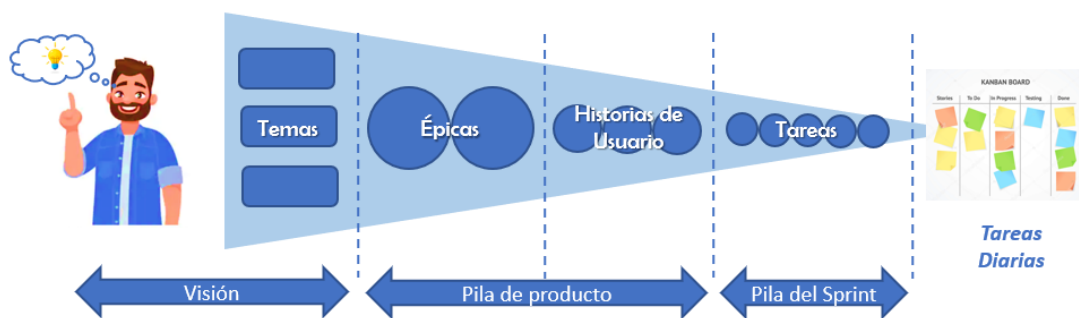 Temas
Épicas
Historias de
Usuario
Tareas
KANBAN BOARD
Stories
To Do
In Progress
Testing
Done
Tareas
Diarias
Visión
Pila de producto
Pila del Sprint